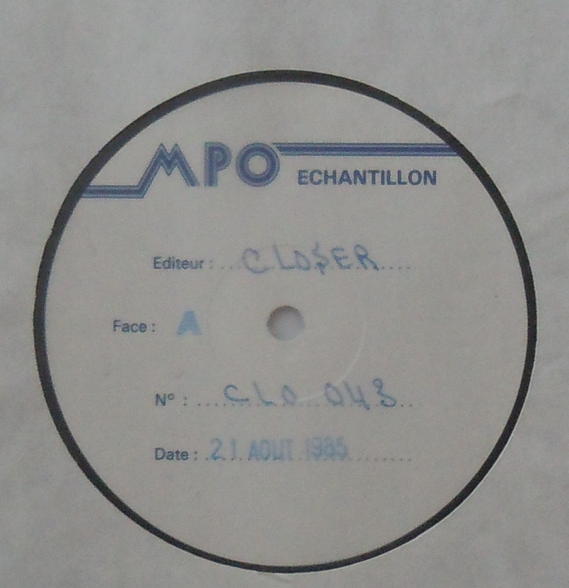 MPO ECHANTILLON
Editeur : CLOSER
Face : A
N° : CLO 043
Date : 21 AOUT 1985